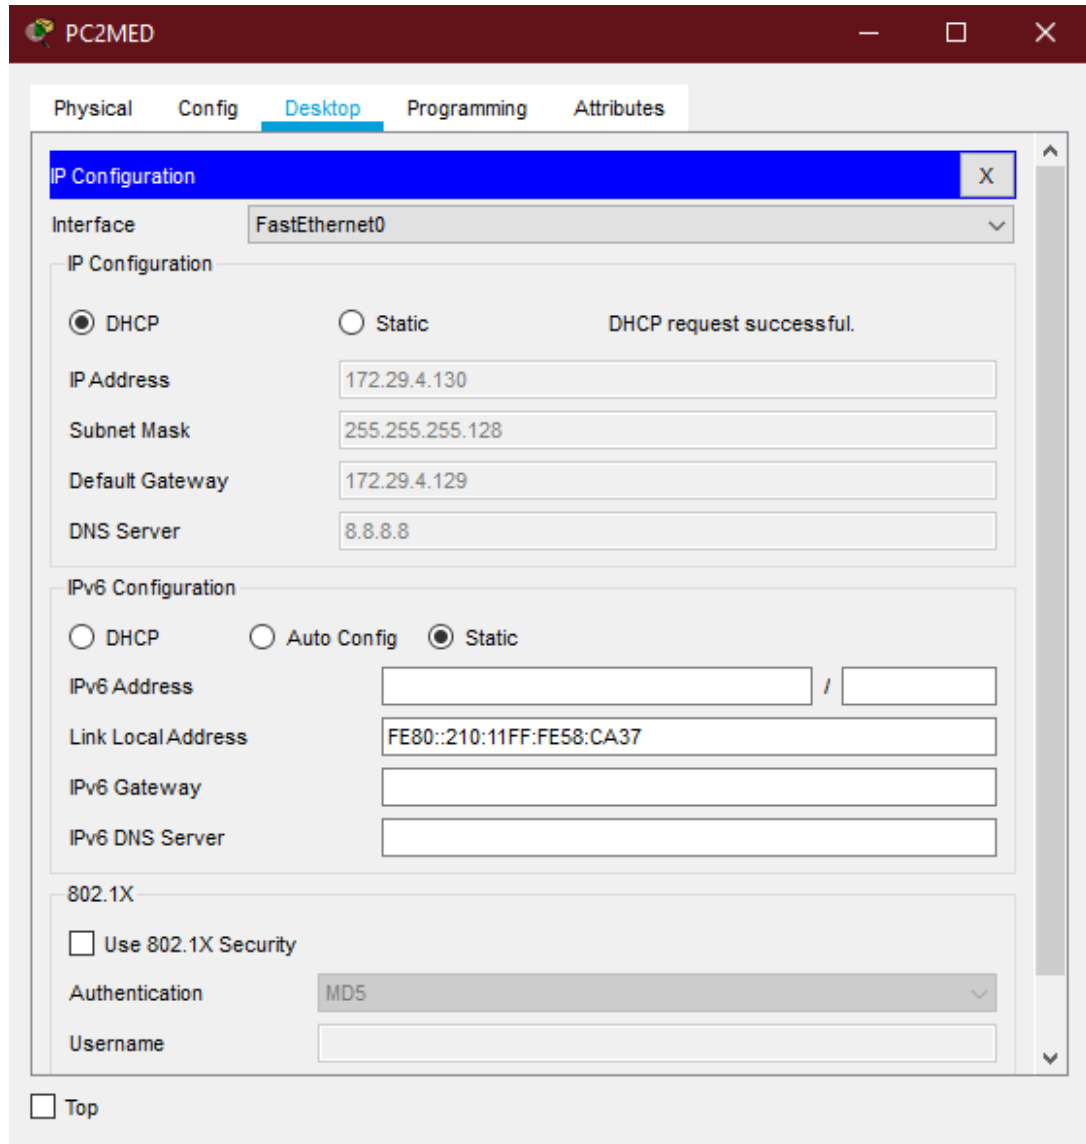 PC2MED
Physical Config Desktop Programming Attributes
IP Configuration X
Interface FastEthernet0
IP Configuration
DHCP Static DHCP request successful.
IP Address 172.29.4.130
Subnet Mask 255.255.255.128
Default Gateway 172.29.4.129
DNS Server 8.8.8.8
IPv6 Configuration
DHCP Auto Config Static
IPv6 Address /
Link Local Address FE80::210:11FF:FE58:CA37
IPv6 Gateway
IPv6 DNS Server
802.1X
Use 802.1X Security
Authentication MD5
Username
Top